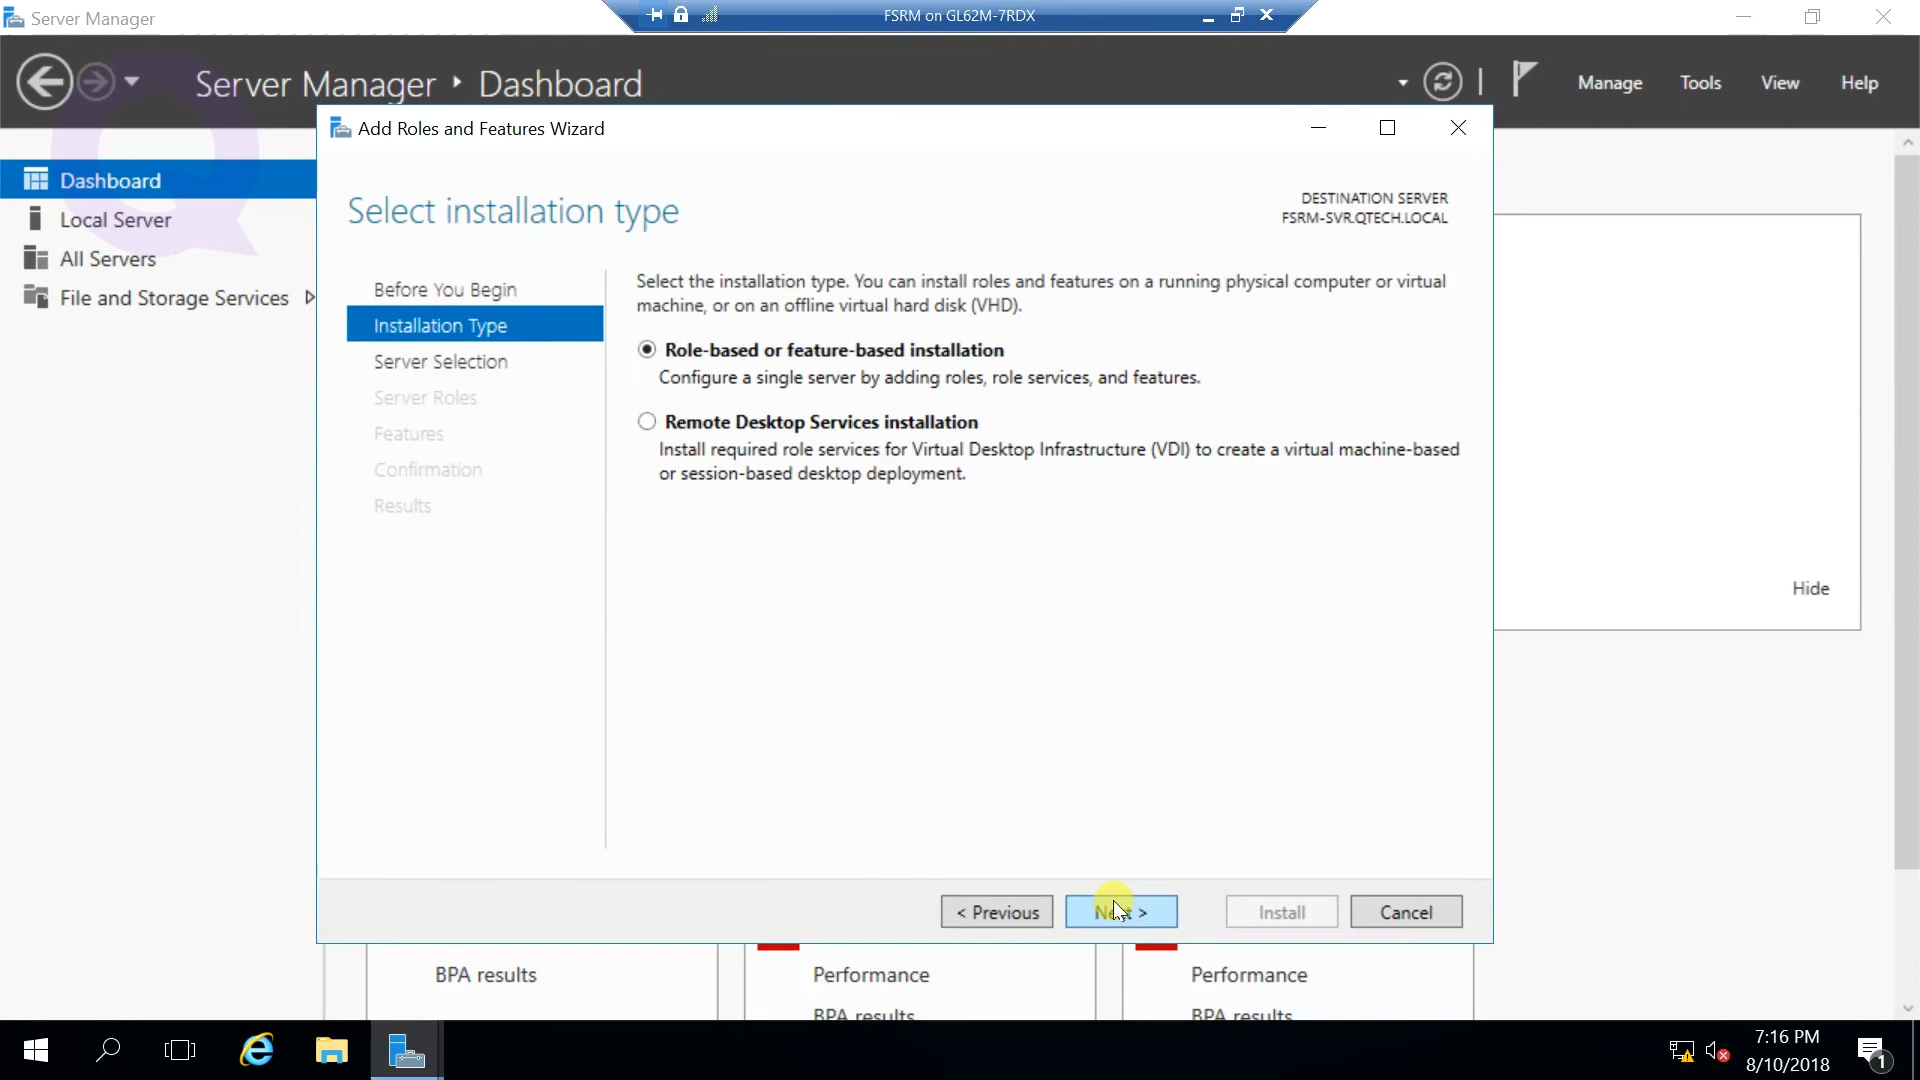 Server Manager
FSRM on GL62M-7RDX
Server Manager
Dashboard
Manage
Tools
View
Help
Add Roles and Features Wizard
Dashboard
Local Server
All Servers
File and Storage Services
Select installation type
DESTINATION SERVER
FSRM-SVR.QTECH.LOCAL
Before You Begin
Installation Type
Server Selection
Server Roles
Features
Confirmation
Results
Select the installation type. You can install roles and features on a running physical computer or virtual
machine, or on an offline virtual hard disk (VHD).
Role-based or feature-based installation
Configure a single server by adding roles, role services, and features.
Remote Desktop Services installation
Install required role services for Virtual Desktop Infrastructure (VDI) to create a virtual machine-based
or session-based desktop deployment.
Hide
< Previous
Next >
Install
Cancel
BPA results
Performance
BPA results
Performance
BPA results
7:16 PM
8/10/2018
1